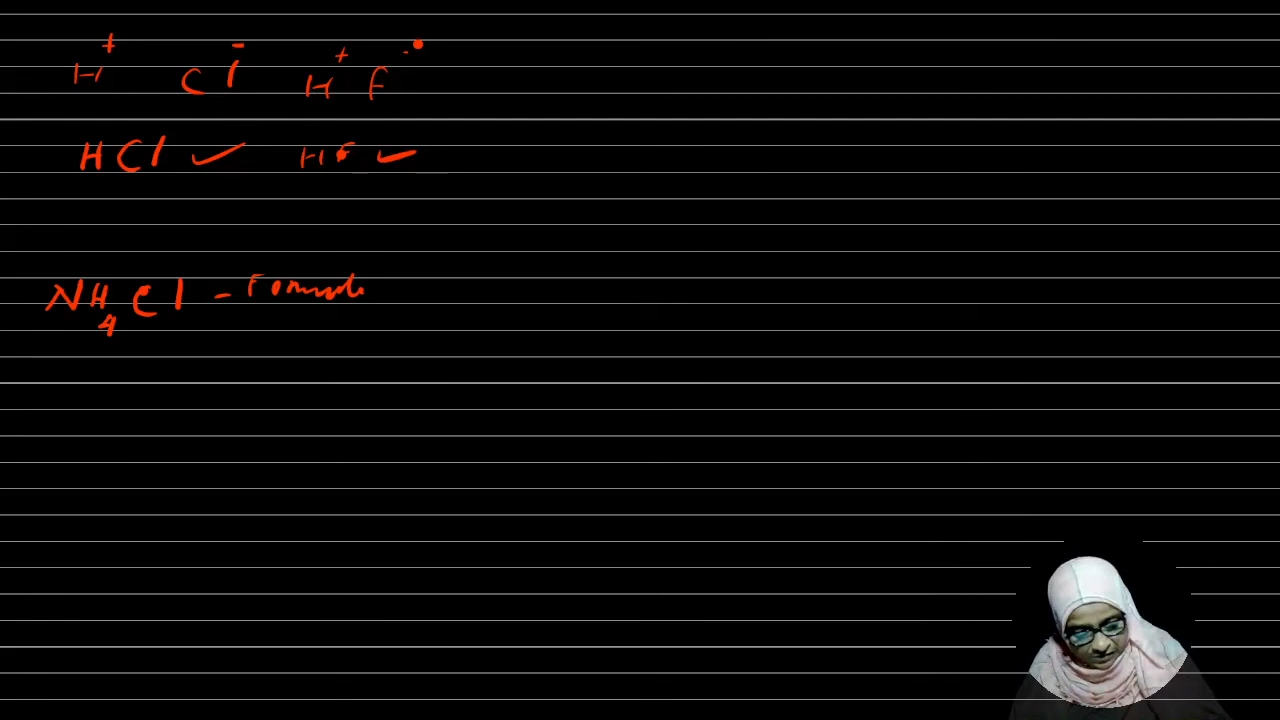 H⁺ Cl⁻ H⁺ F⁻
HCl ✓ HF ✓
NH₄Cl - Formula